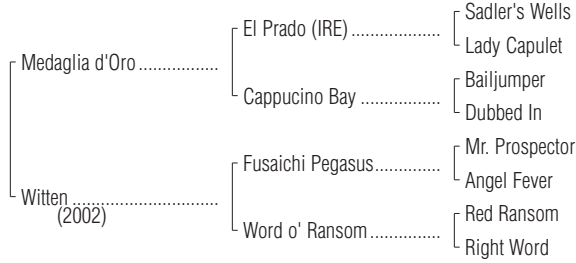 Sadler's Wells
El Prado (IRE) ....................
Lady Capulet
Medaglia d'Oro ................
Bailjumper
Cappucino Bay .................
Dubbed In
Mr. Prospector
Fusaichi Pegasus...............
Angel Fever
Witten .............................
(2002)
Red Ransom
Word o' Ransom ................
Right Word